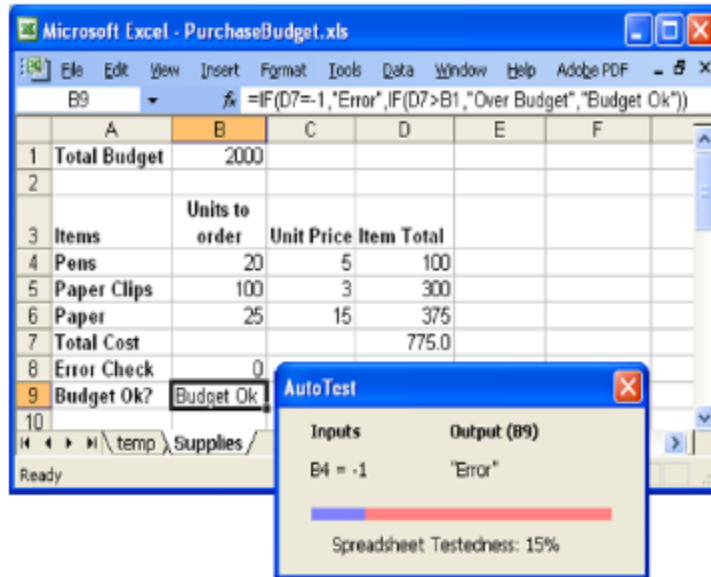 Microsoft Excel - PurchaseBudget.xls
File Edit View Insert Format Tools Data Window Help Adobe PDF
B9 fx =IF(D7=-1,"Error",IF(D7>B1,"Over Budget","Budget Ok"))
A B C D E F
1 Total Budget 2000
2
Units to
3 Items order Unit Price Item Total
4 Pens 20 5 100
5 Paper Clips 100 3 300
6 Paper 25 15 375
7 Total Cost 775.0
8 Error Check 0
9 Budget Ok? Budget Ok
10
temp Supplies
Ready
AutoTest
Inputs Output (B9)
B4 = -1 "Error"
Spreadsheet Testedness: 15%